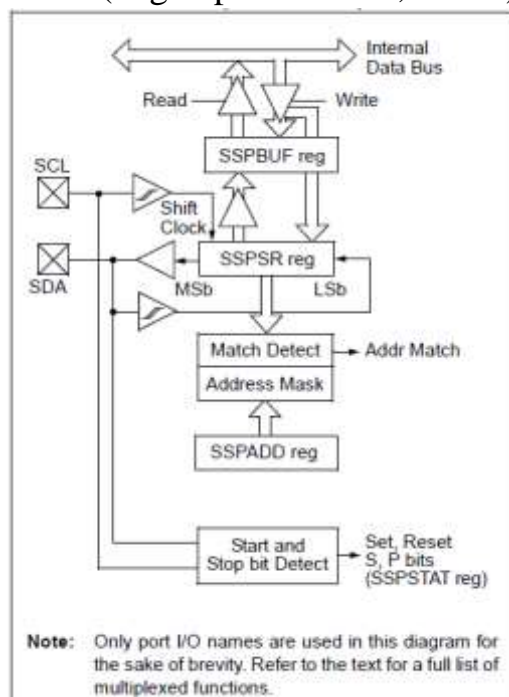 Internal
Data Bus
Read
Write
SSPBUF reg
SCL
Shift
Clock
SSPSR reg
SDA
MSb
LSb
Match Detect
Addr Match
Address Mask
SSPADD reg
Start and
Stop bit Detect
Set, Reset
S, P bits
(SSPSTAT reg)
Note: Only port I/O names are used in this diagram for
the sake of brevity. Refer to the text for a full list of
multiplexed functions.